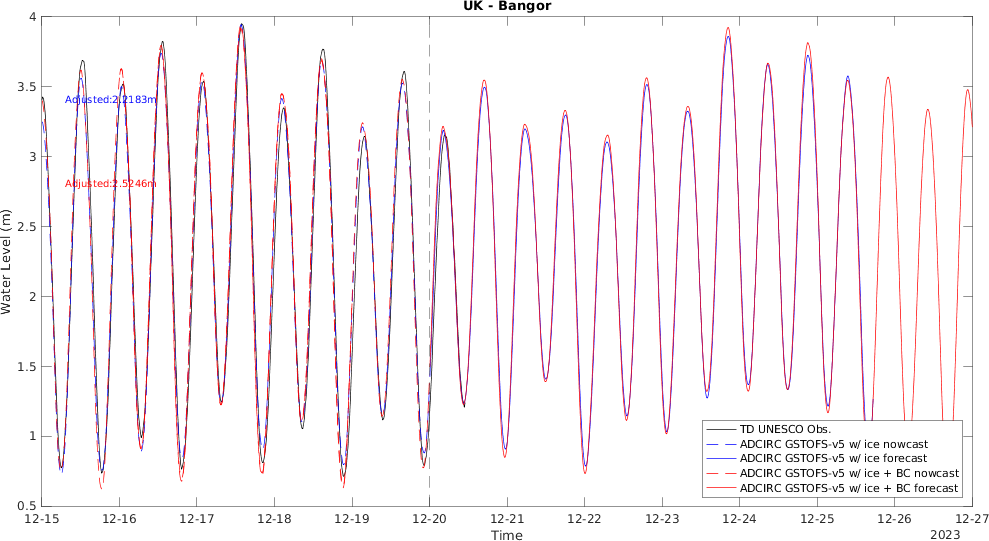 UK - Bangor
4
3.5
3
2.5
2
1.5
1
0.5
Water Level (m)
Adjusted:2.2183m
Adjusted:2.5246m
TD UNESCO Obs.
ADCIRC GSTOFS-v5 w/ ice nowcast
ADCIRC GSTOFS-v5 w/ ice forecast
ADCIRC GSTOFS-v5 w/ ice + BC nowcast
ADCIRC GSTOFS-v5 w/ ice + BC forecast
12-15 12-16 12-17 12-18 12-19 12-20 12-21 12-22 12-23 12-24 12-25 12-26 12-27
Time
2023